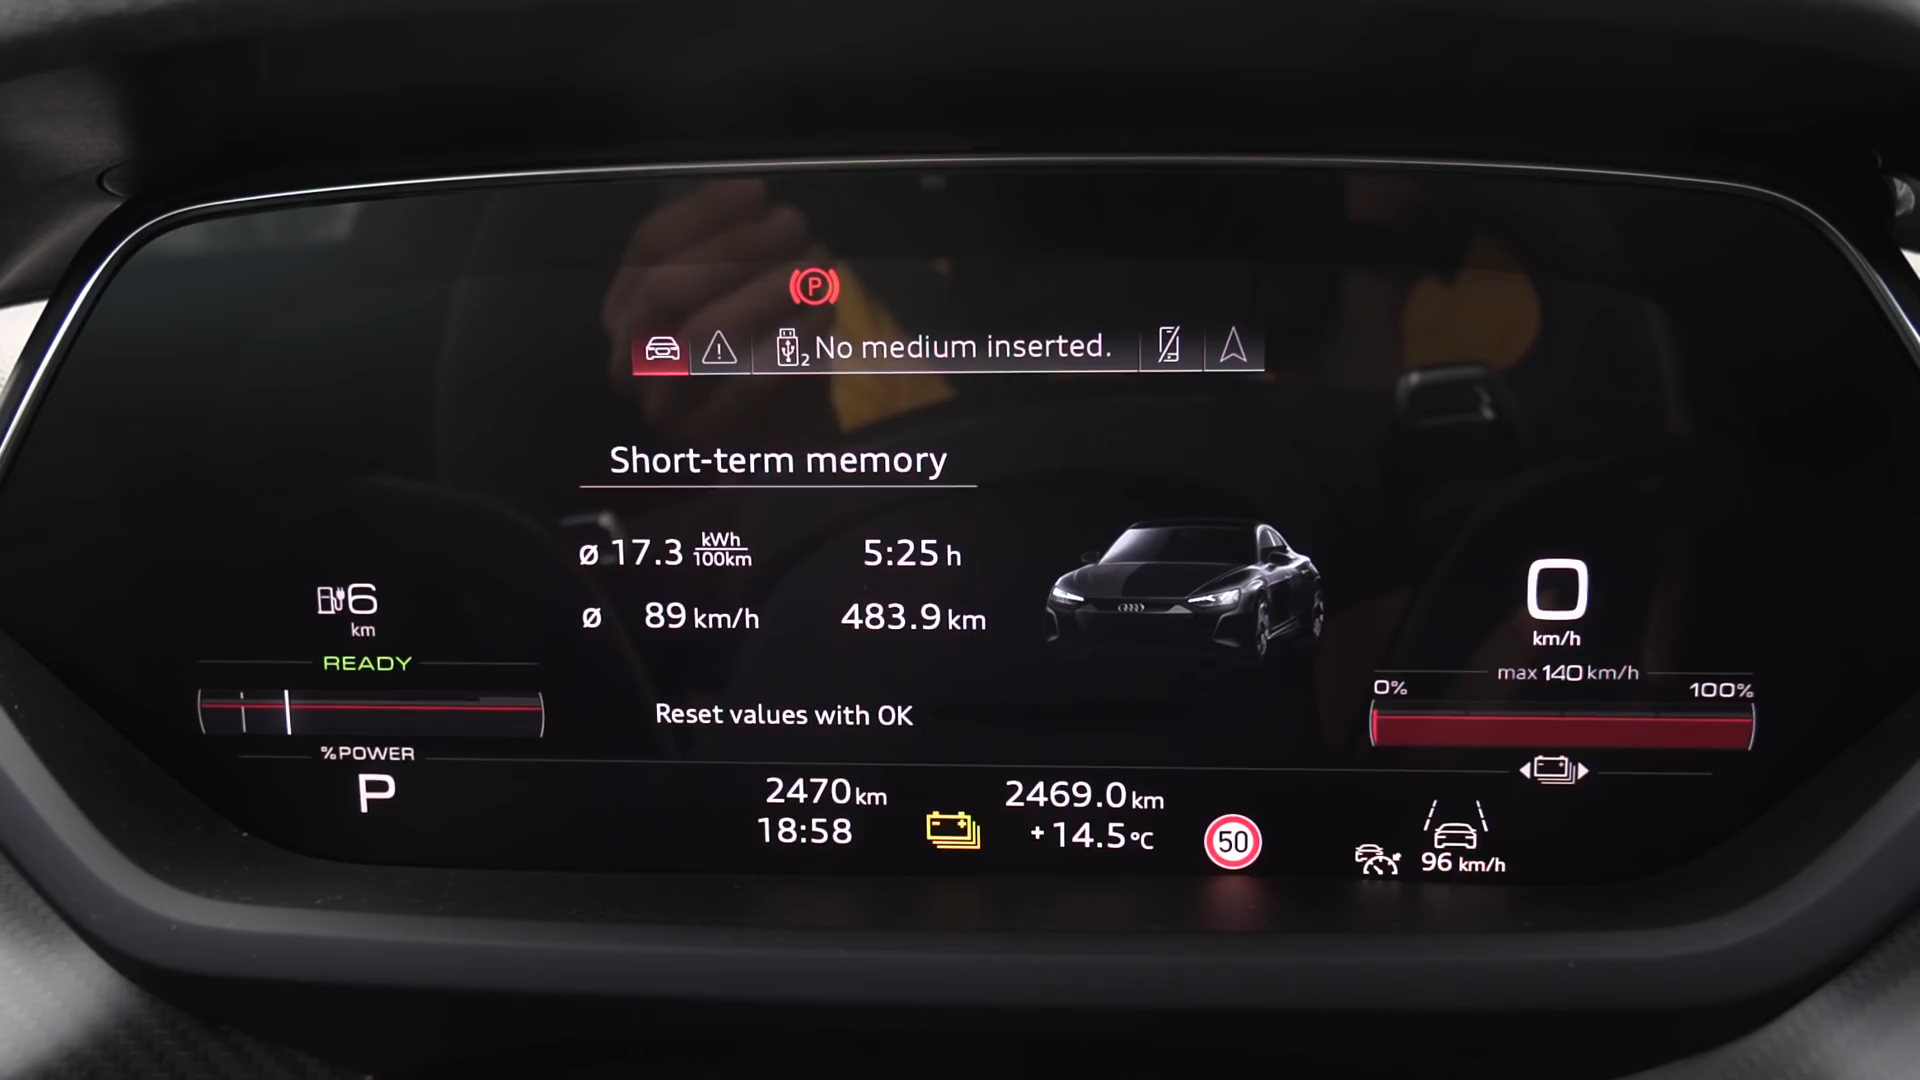 P
2 No medium inserted.
Short-term memory
ø 17.3 kWh/100km 5:25 h
ø 89 km/h 483.9 km
Reset values with OK
6
km
READY
%POWER
P
0
km/h
max 140 km/h
0% 100%
2470 km 2469.0 km
18:58 +14.5 °C
50
96 km/h